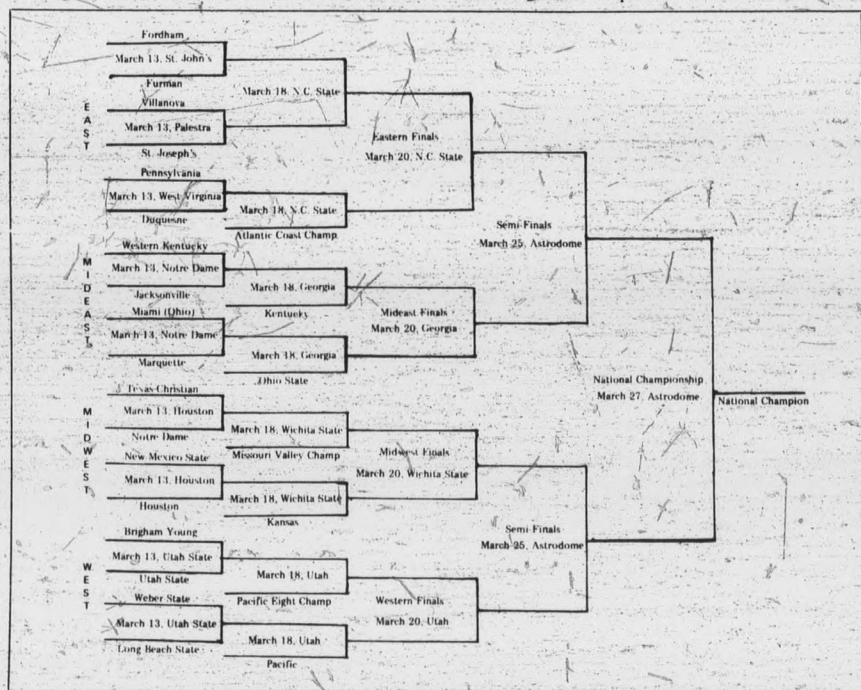 Fordham
March 13, St. John's
Furman
March 18, N.C. State
Villanova
March 13, Palestra
St. Joseph's
EAST
Eastern Finals
March 20, N.C. State
Pennsylvania
March 13, West Virginia
Duquesne
March 18, N.C. State
Atlantic Coast Champ.
Semi-Finals
March 25, Astrodome
Western Kentucky
March 13, Notre Dame
Jacksonville
March 18, Georgia
Kentucky
MIDEAST
Mideast Finals
March 20, Georgia
Miami (Ohio)
March 13, Notre Dame
Marquette
March 18, Georgia
Ohio State
National Championship
March 27, Astrodome
National Champion
Texas Christian
March 13, Houston
Notre Dame
March 18, Wichita State
Missouri Valley Champ
MIDWEST
Midwest Finals
March 20, Wichita State
New Mexico State
March 13, Houston
Houston
March 18, Wichita State
Kansas
Semi-Finals
March 25, Astrodome
Brigham Young
March 13, Utah State
Utah State
March 18, Utah
Pacific Eight Champ
WEST
Western Finals
March 20, Utah
Weber State
March 13, Utah State
Long Beach State
March 18, Utah
Pacific